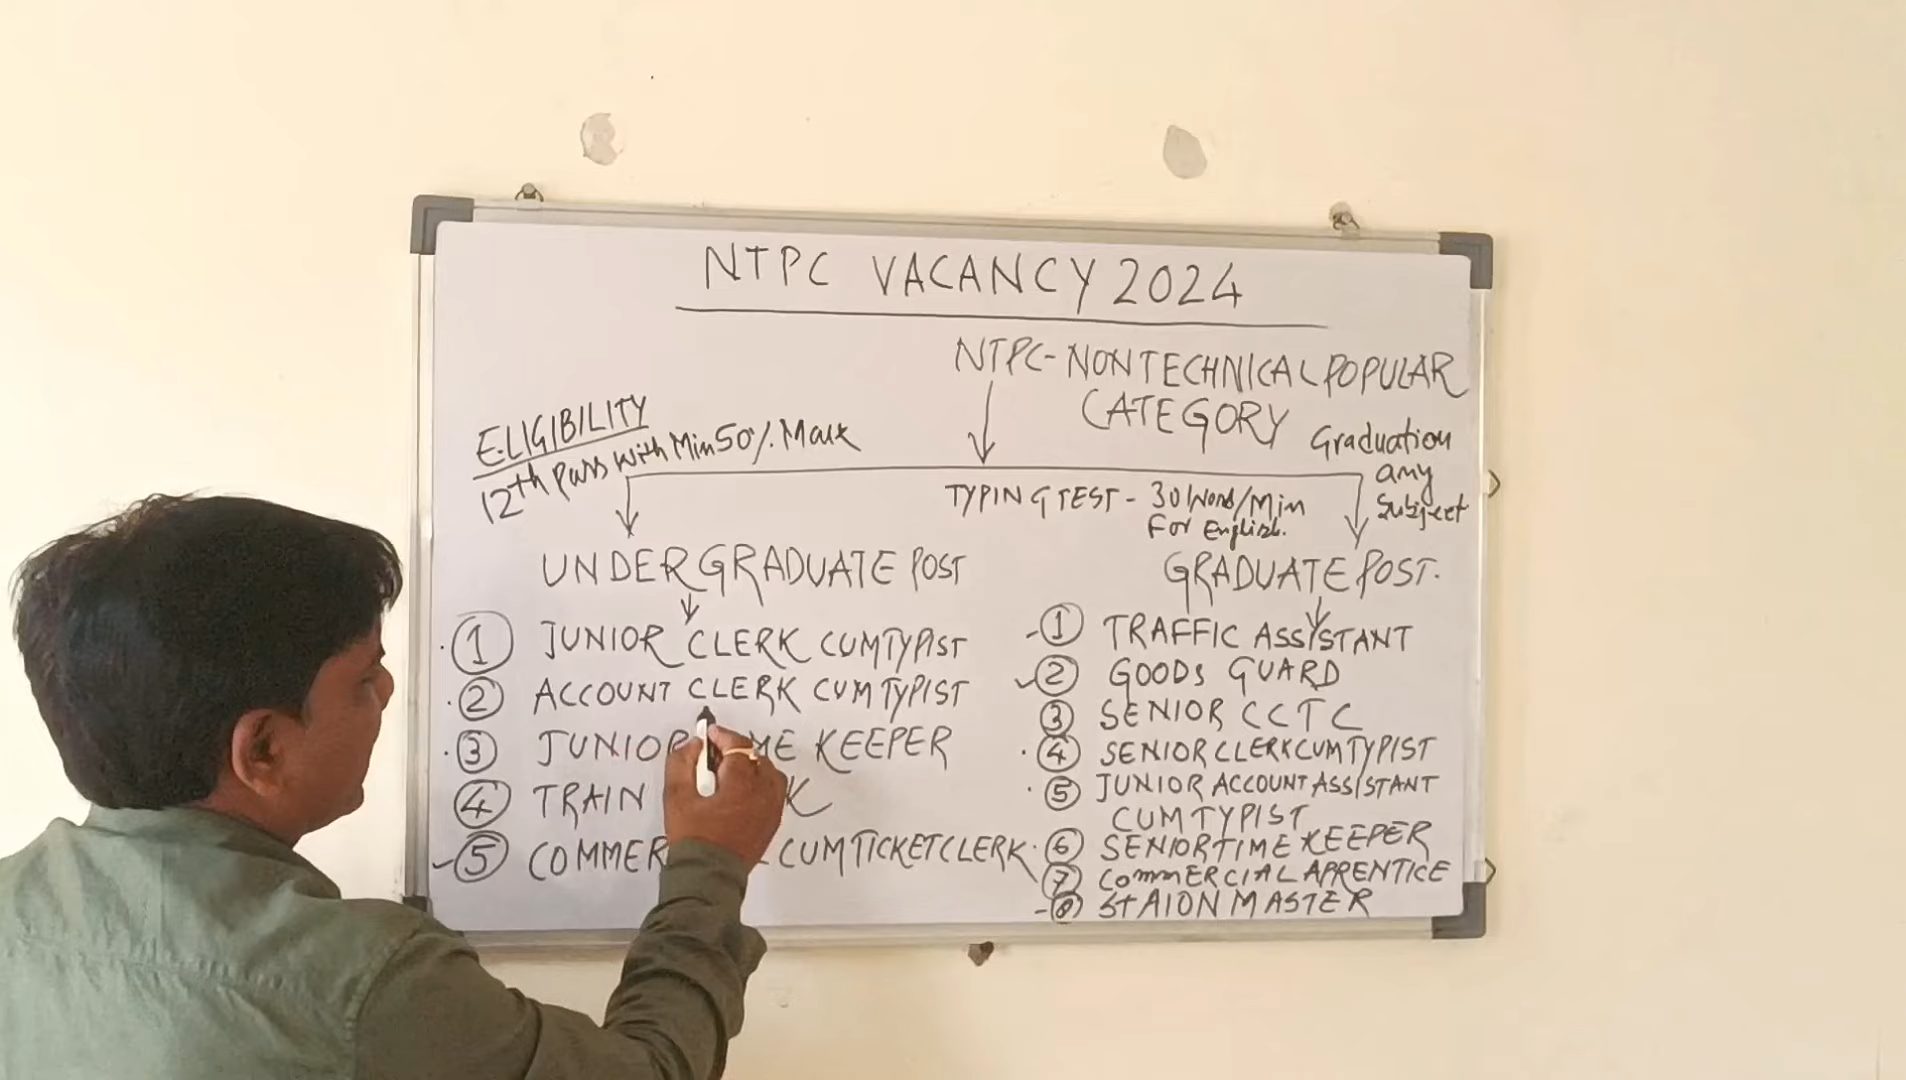 NTPC VACANCY 2024
NTPC-NONTECHNICAL POPULAR
CATEGORY
ELIGIBILITY
12th Pass with Min 50% Mark
Graduation
any
Subject
TYPING TEST - 30 Word/Min
For English.
UNDERGRADUATE POST
1 JUNIOR CLERK CUM TYPIST
2 ACCOUNT CLERK CUM TYPIST
3 JUNIOR ME KEEPER
4 TRAIN K
5 COMMER CUM TICKET CLERK
GRADUATE POST.
1 TRAFFIC ASSISTANT
2 GOODS GUARD
3 SENIOR CCTC
4 SENIOR CLERK CUM TYPIST
5 JUNIOR ACCOUNT ASSISTANT
CUM TYPIST
6 SENIOR TIME KEEPER
7 COMMERCIAL APRENTICE
8 STAION MASTER